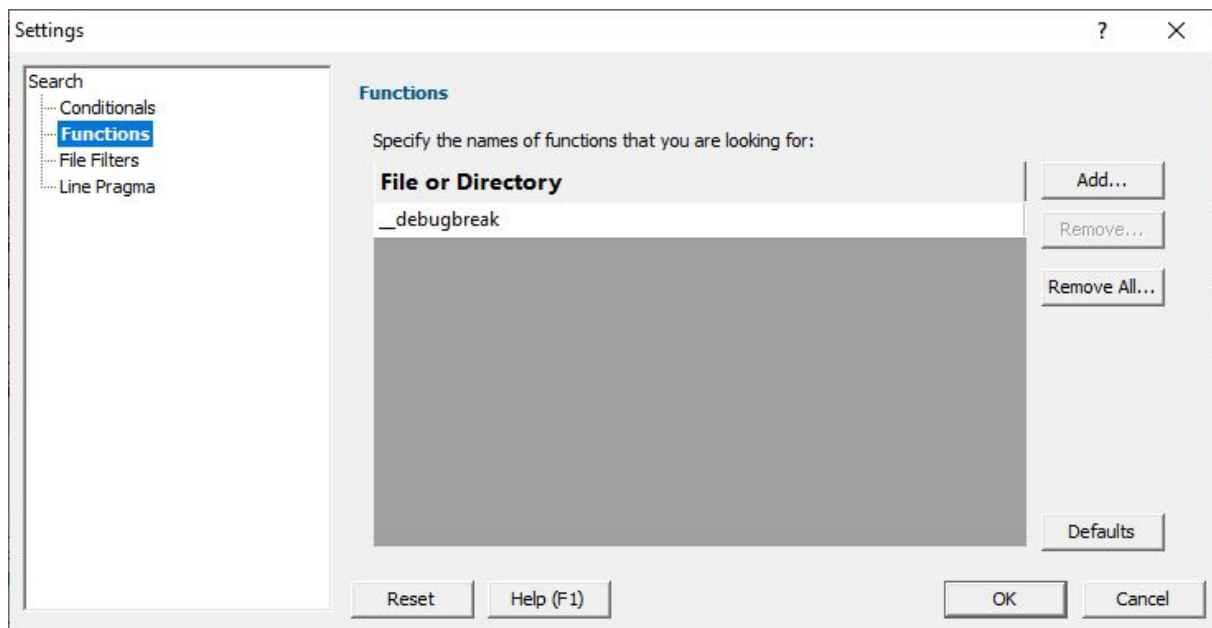 Settings
?
Search
Conditionals
Functions
File Filters
Line Pragma
Functions
Specify the names of functions that you are looking for:
File or Directory
__debugbreak
Add...
Remove...
Remove All...
Defaults
Reset
Help (F1)
OK
Cancel